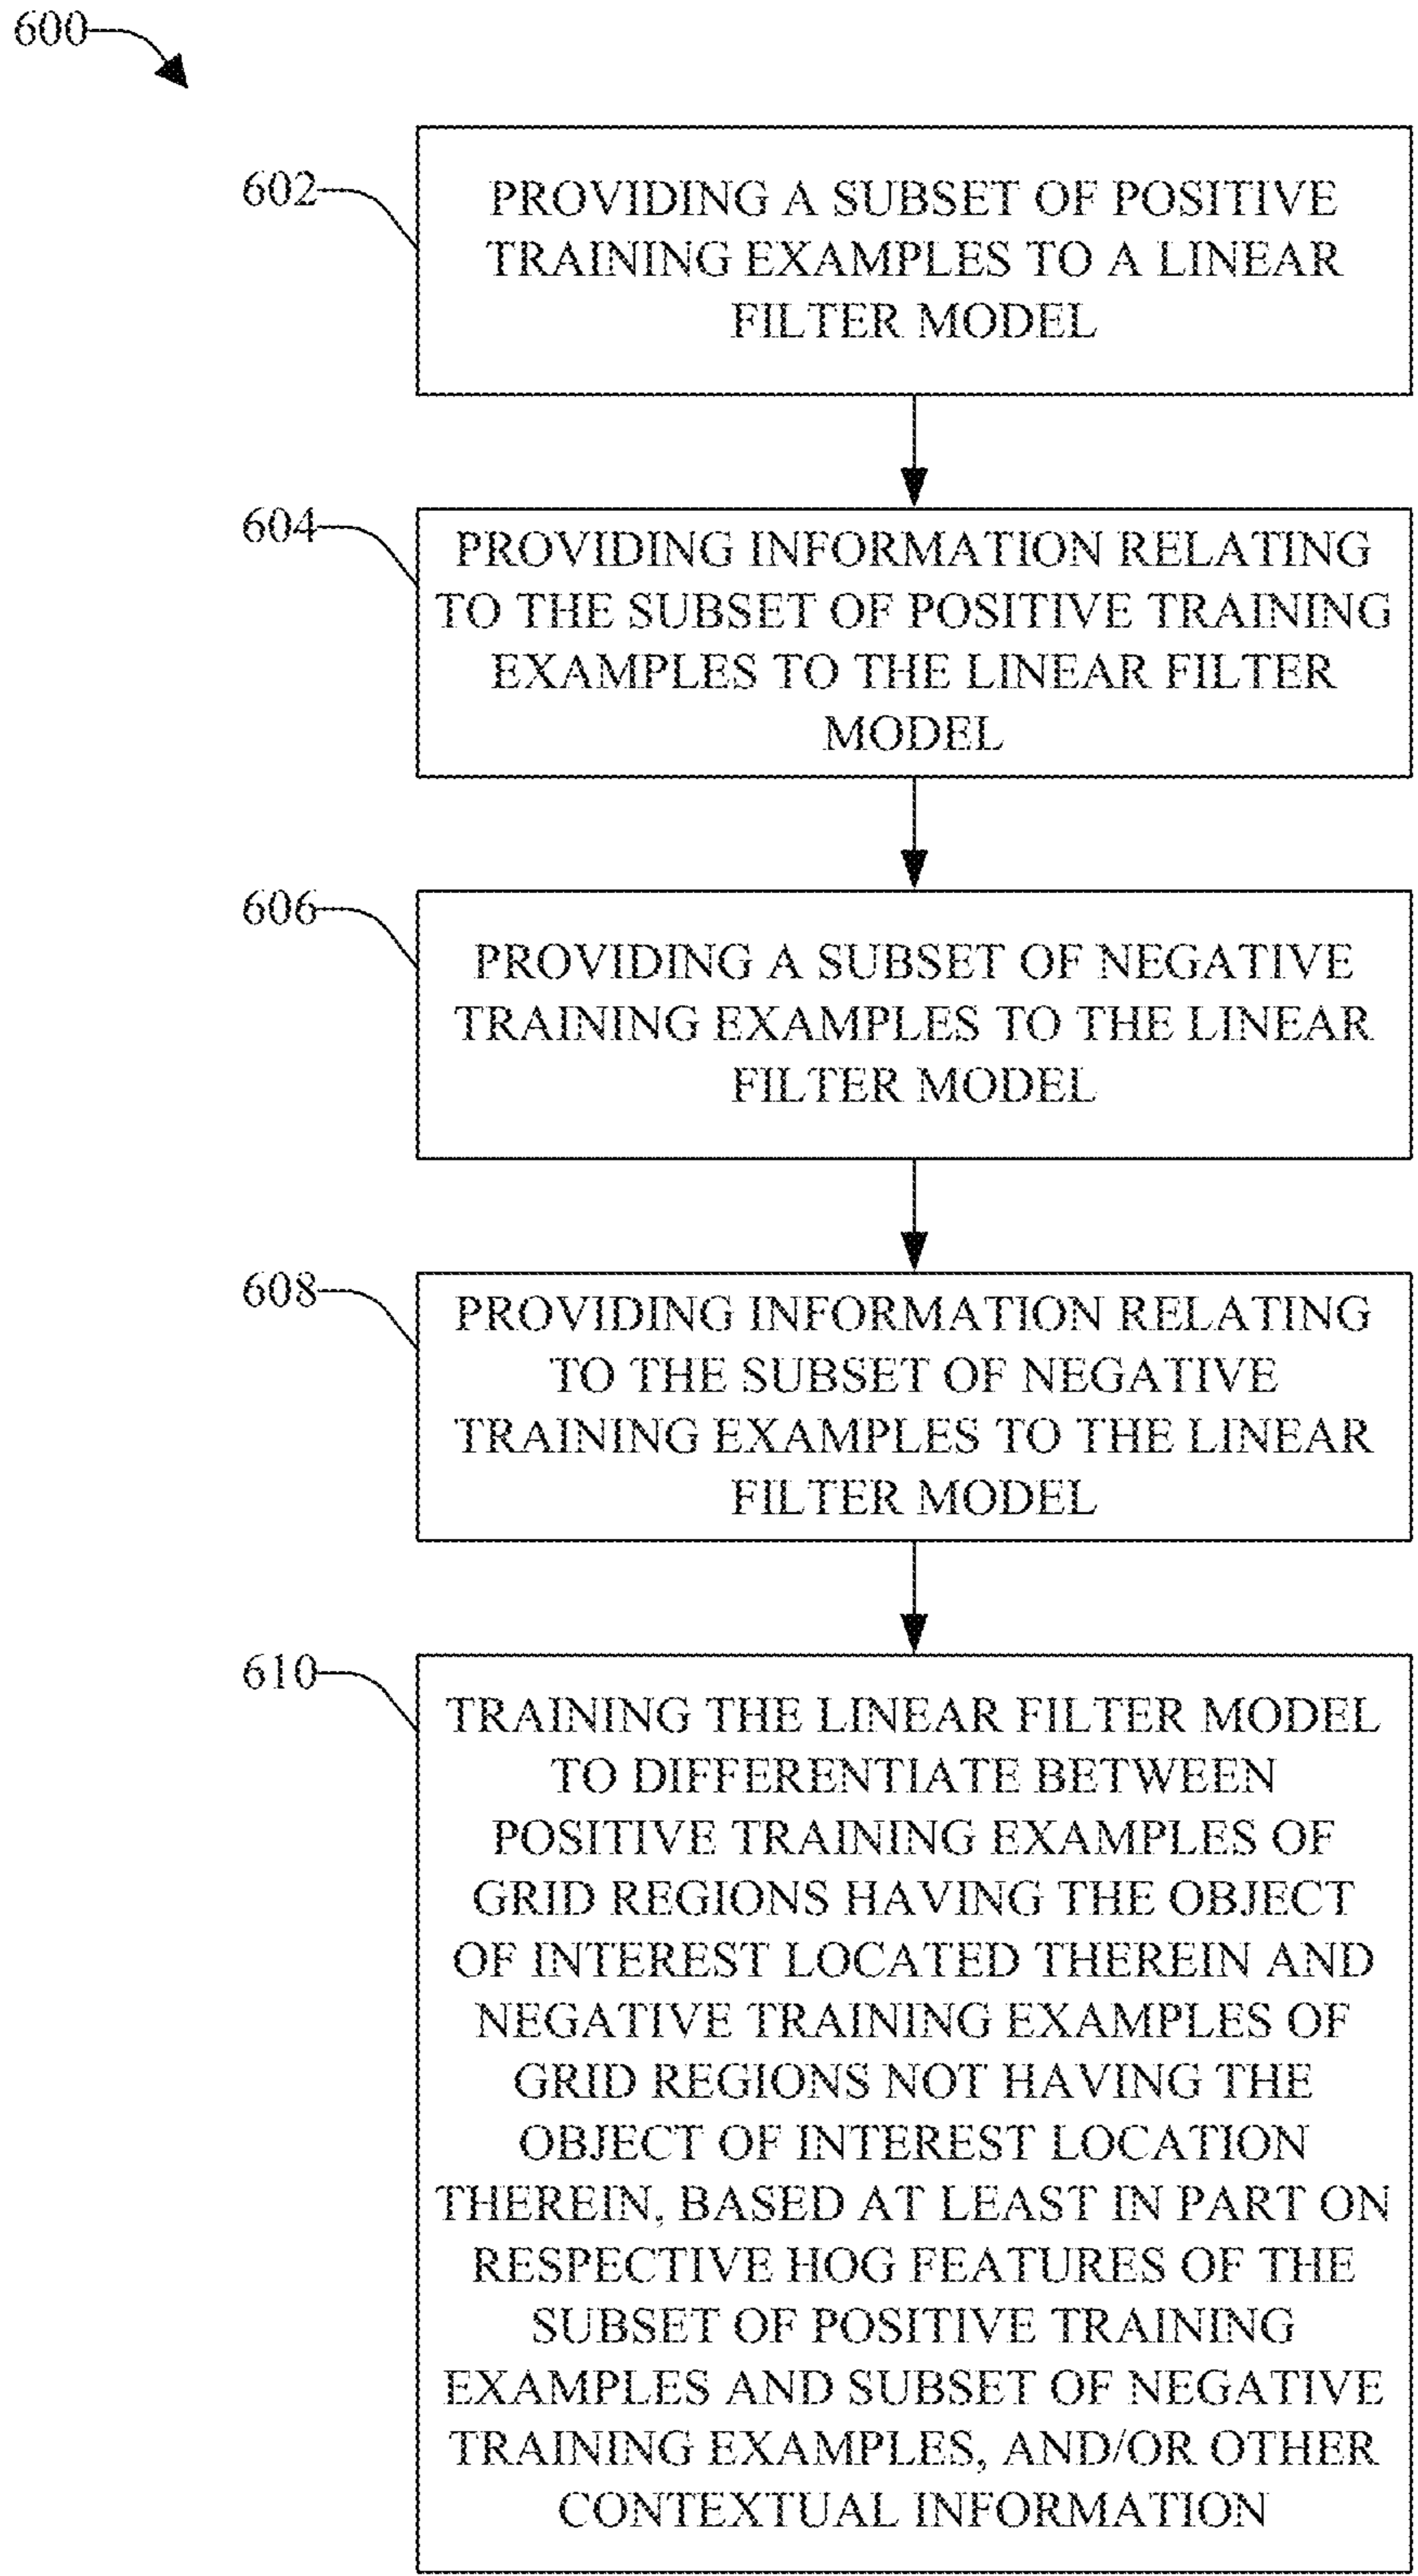 600
602
PROVIDING A SUBSET OF POSITIVE
TRAINING EXAMPLES TO A LINEAR
FILTER MODEL
604
PROVIDING INFORMATION RELATING
TO THE SUBSET OF POSITIVE TRAINING
EXAMPLES TO THE LINEAR FILTER
MODEL
606
PROVIDING A SUBSET OF NEGATIVE
TRAINING EXAMPLES TO THE LINEAR
FILTER MODEL
608
PROVIDING INFORMATION RELATING
TO THE SUBSET OF NEGATIVE
TRAINING EXAMPLES TO THE LINEAR
FILTER MODEL
610
TRAINING THE LINEAR FILTER MODEL
TO DIFFERENTIATE BETWEEN
POSITIVE TRAINING EXAMPLES OF
GRID REGIONS HAVING THE OBJECT
OF INTEREST LOCATED THEREIN AND
NEGATIVE TRAINING EXAMPLES OF
GRID REGIONS NOT HAVING THE
OBJECT OF INTEREST LOCATION
THEREIN, BASED AT LEAST IN PART ON
RESPECTIVE HOG FEATURES OF THE
SUBSET OF POSITIVE TRAINING
EXAMPLES AND SUBSET OF NEGATIVE
TRAINING EXAMPLES, AND/OR OTHER
CONTEXTUAL INFORMATION